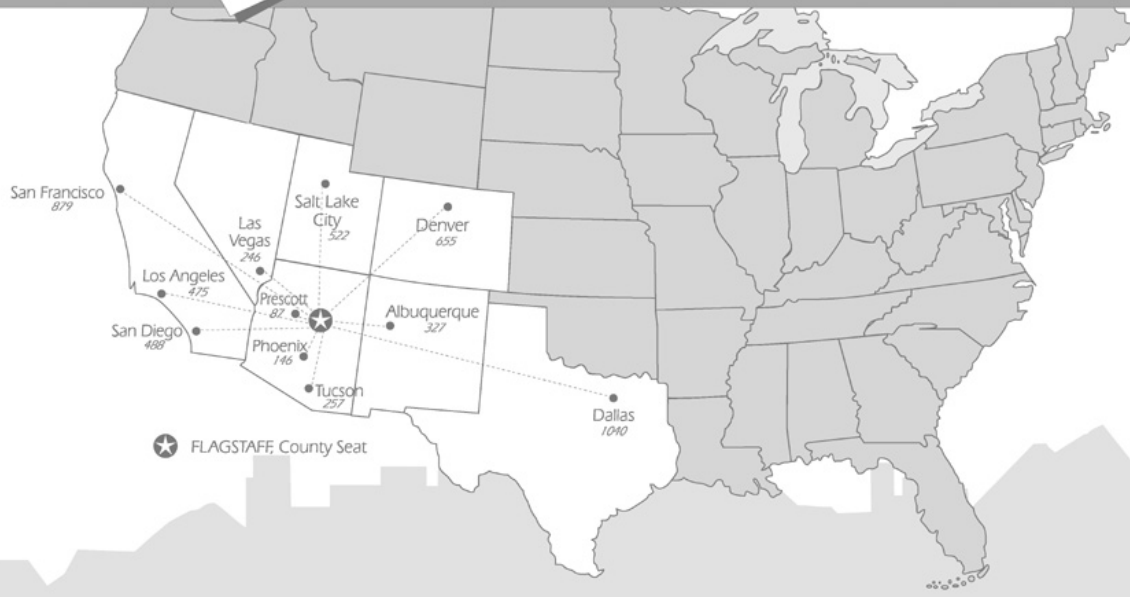 San Francisco
879
Salt Lake
City
522
Denver
655
Las
Vegas
246
Los Angeles
475
Prescott
87
Albuquerque
327
San Diego
488
Phoenix
146
Tucson
257
Dallas
1040
FLAGSTAFF, County Seat